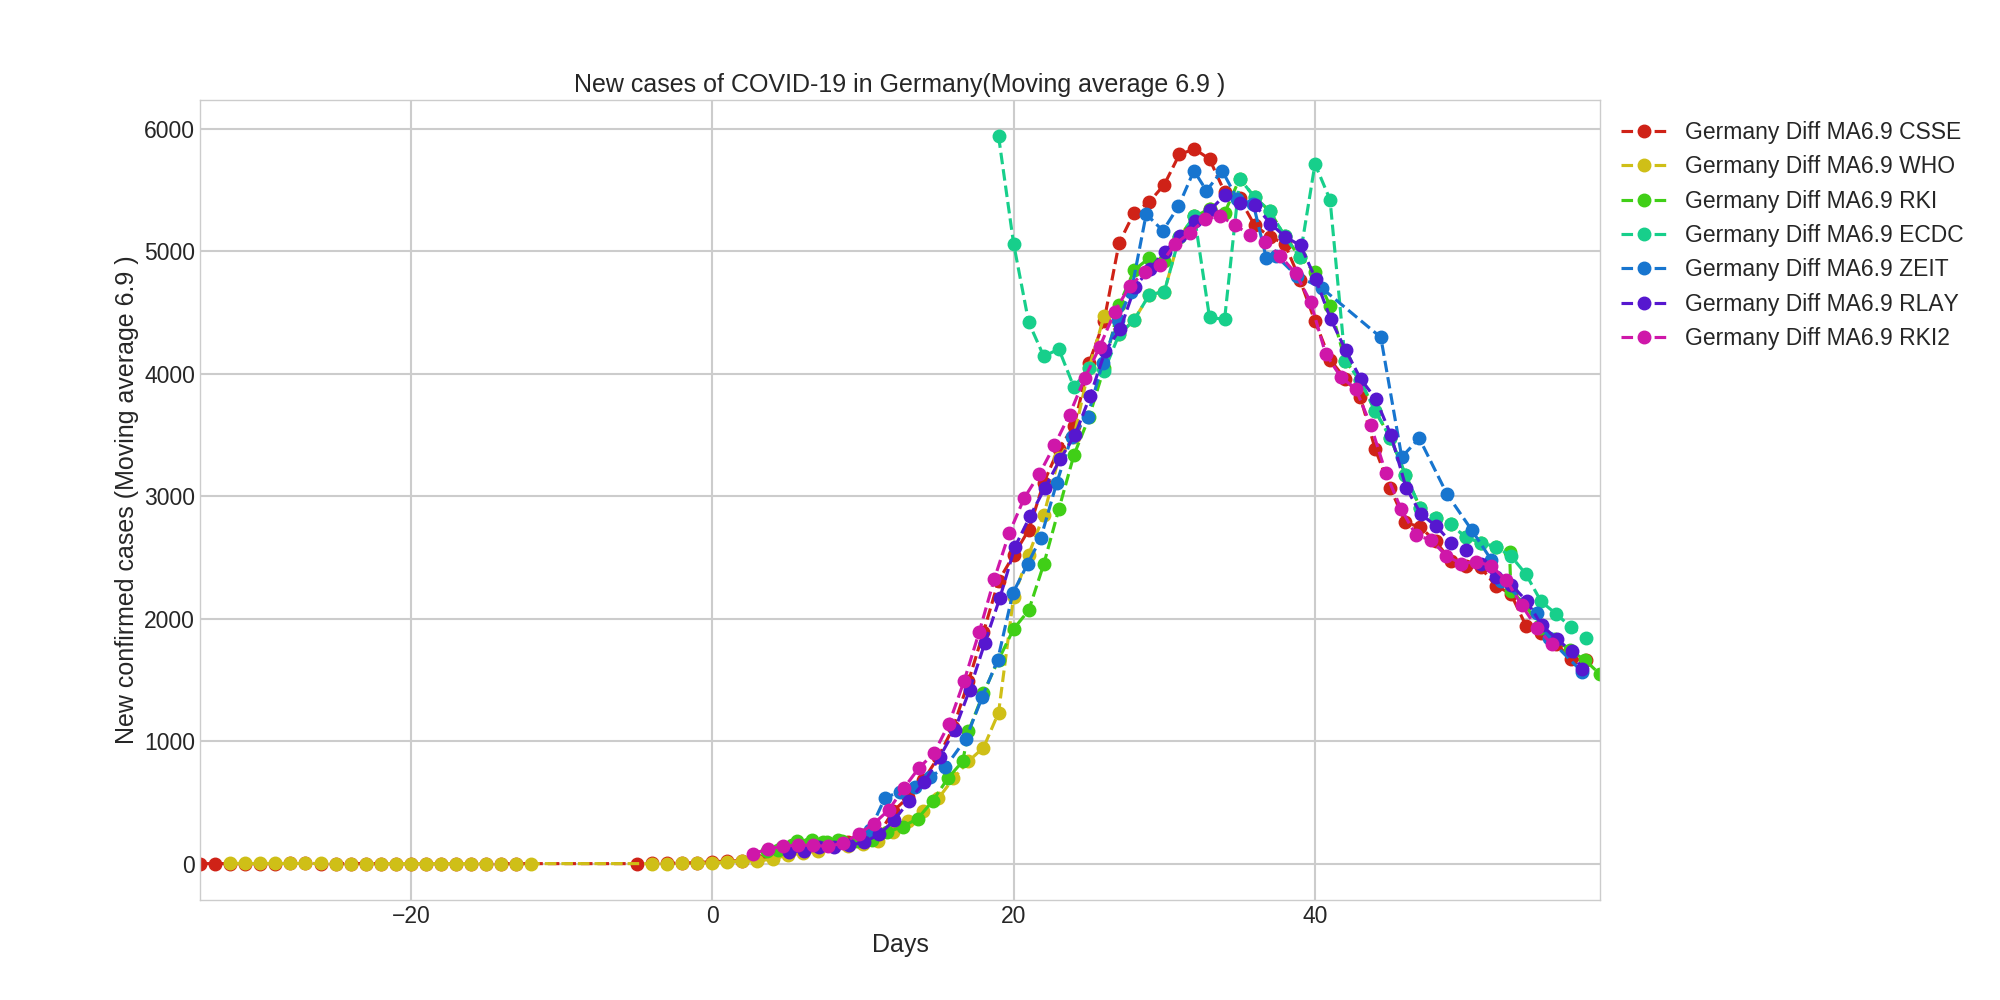 New cases of COVID-19 in Germany(Moving average 6.9 )
New confirmed cases (Moving average 6.9 )
6000
5000
4000
3000
2000
1000
0
−20
0
20
40
Days
Germany Diff MA6.9 CSSE
Germany Diff MA6.9 WHO
Germany Diff MA6.9 RKI
Germany Diff MA6.9 ECDC
Germany Diff MA6.9 ZEIT
Germany Diff MA6.9 RLAY
Germany Diff MA6.9 RKI2